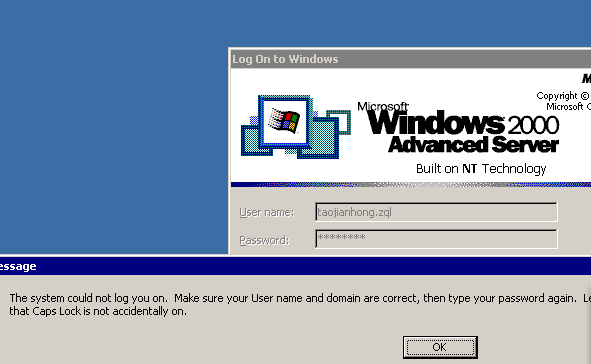 Log On to Windows
M
Copyright ©
Microsoft C
Microsoft
Windows 2000
Advanced Server
Built on NT Technology
User name: taojianhong.zql
Password: ********
essage
The system could not log you on. Make sure your User name and domain are correct, then type your password again. Le
that Caps Lock is not accidentally on.
OK